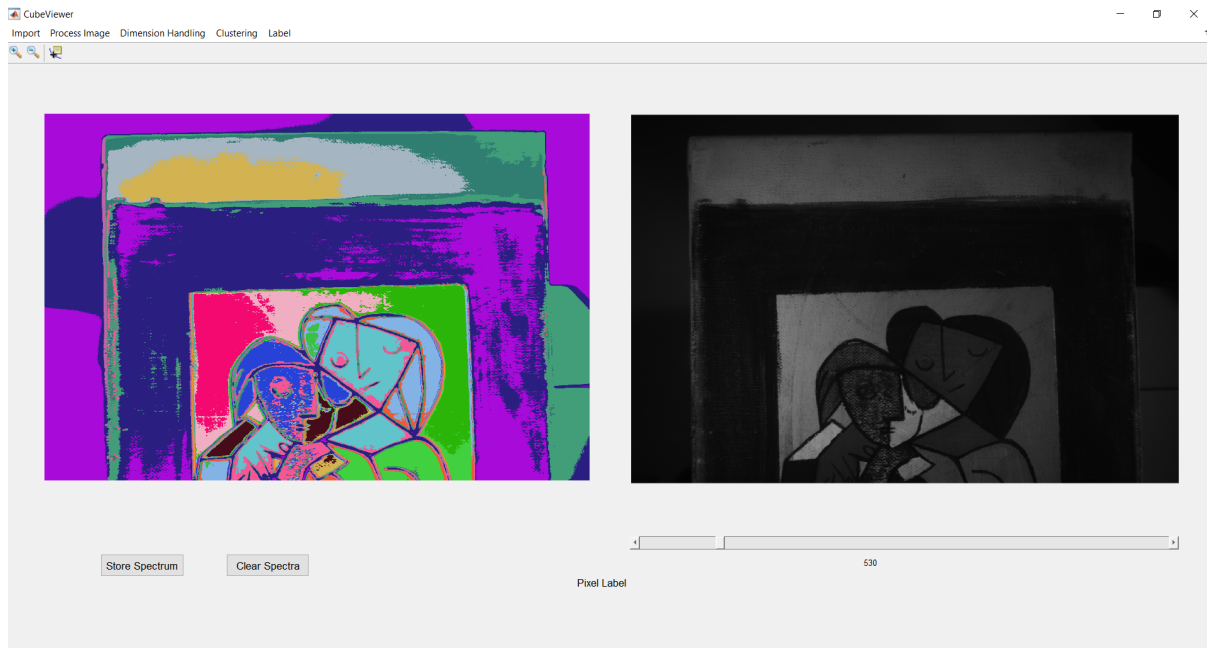 CubeViewer
Import Process Image Dimension Handling Clustering Label
530
Store Spectrum Clear Spectra
Pixel Label